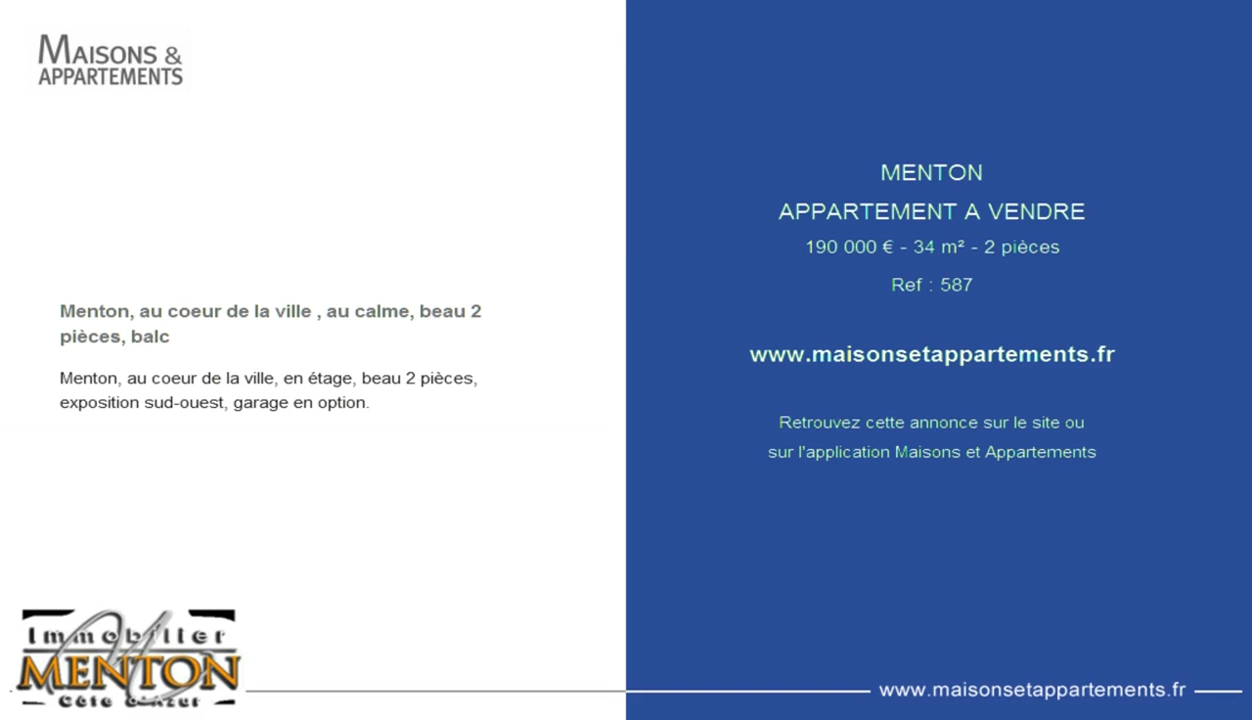 MAISONS &
APPARTEMENTS
Menton, au coeur de la ville , au calme, beau 2
pièces, balc
Menton, au coeur de la ville, en étage, beau 2 pièces,
exposition sud-ouest, garage en option.
Immobilier
MENTON
Côte d'Azur
MENTON
APPARTEMENT A VENDRE
190 000 € - 34 m² - 2 pièces
Ref : 587
www.maisonsetappartements.fr
Retrouvez cette annonce sur le site ou
sur l'application Maisons et Appartements
www.maisonsetappartements.fr